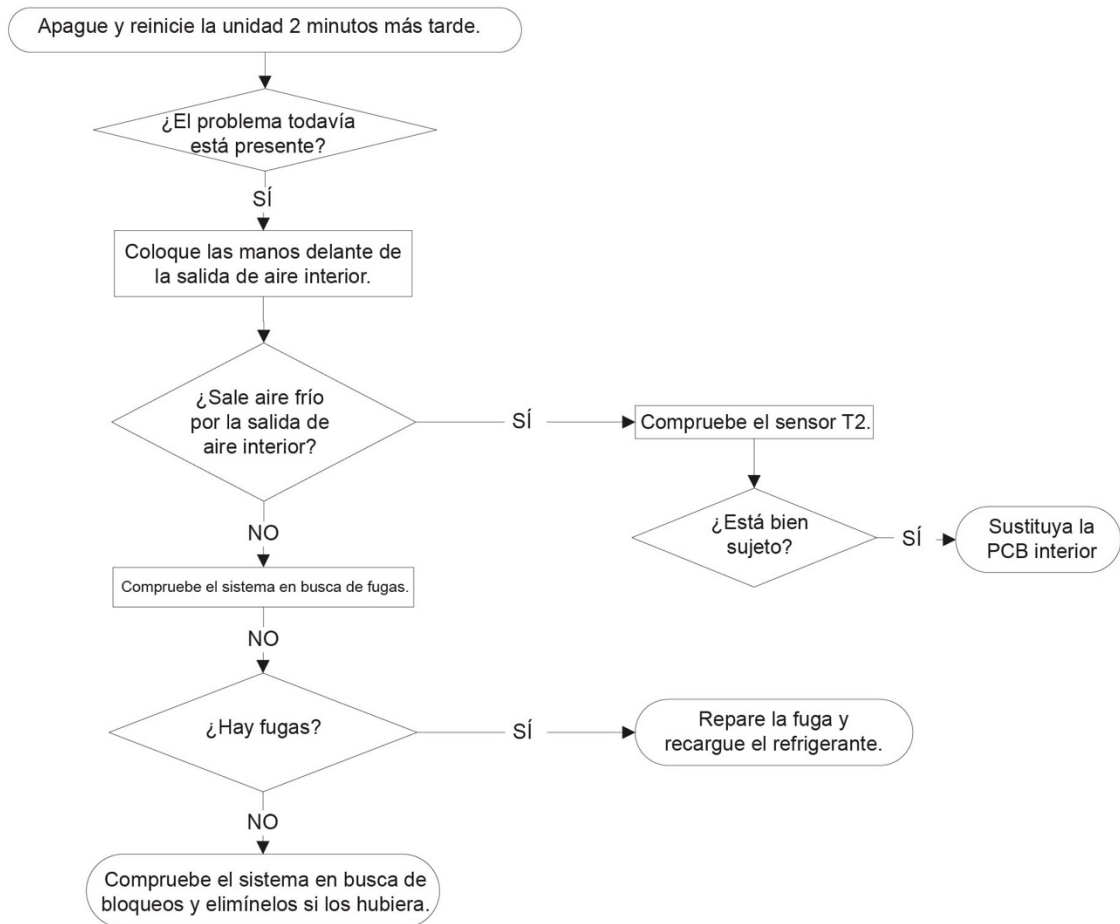 Apague y reinicie la unidad 2 minutos más tarde.
¿El problema todavía
está presente?
SÍ
Coloque las manos delante de
la salida de aire interior.
¿Sale aire frío
por la salida de
aire interior?
SÍ
Compruebe el sensor T2.
¿Está bien
sujeto?
SÍ
Sustituya la
PCB interior
NO
Compruebe el sistema en busca de fugas.
NO
¿Hay fugas?
SÍ
Repare la fuga y
recargue el refrigerante.
NO
Compruebe el sistema en busca de
bloqueos y elimínelos si los hubiera.